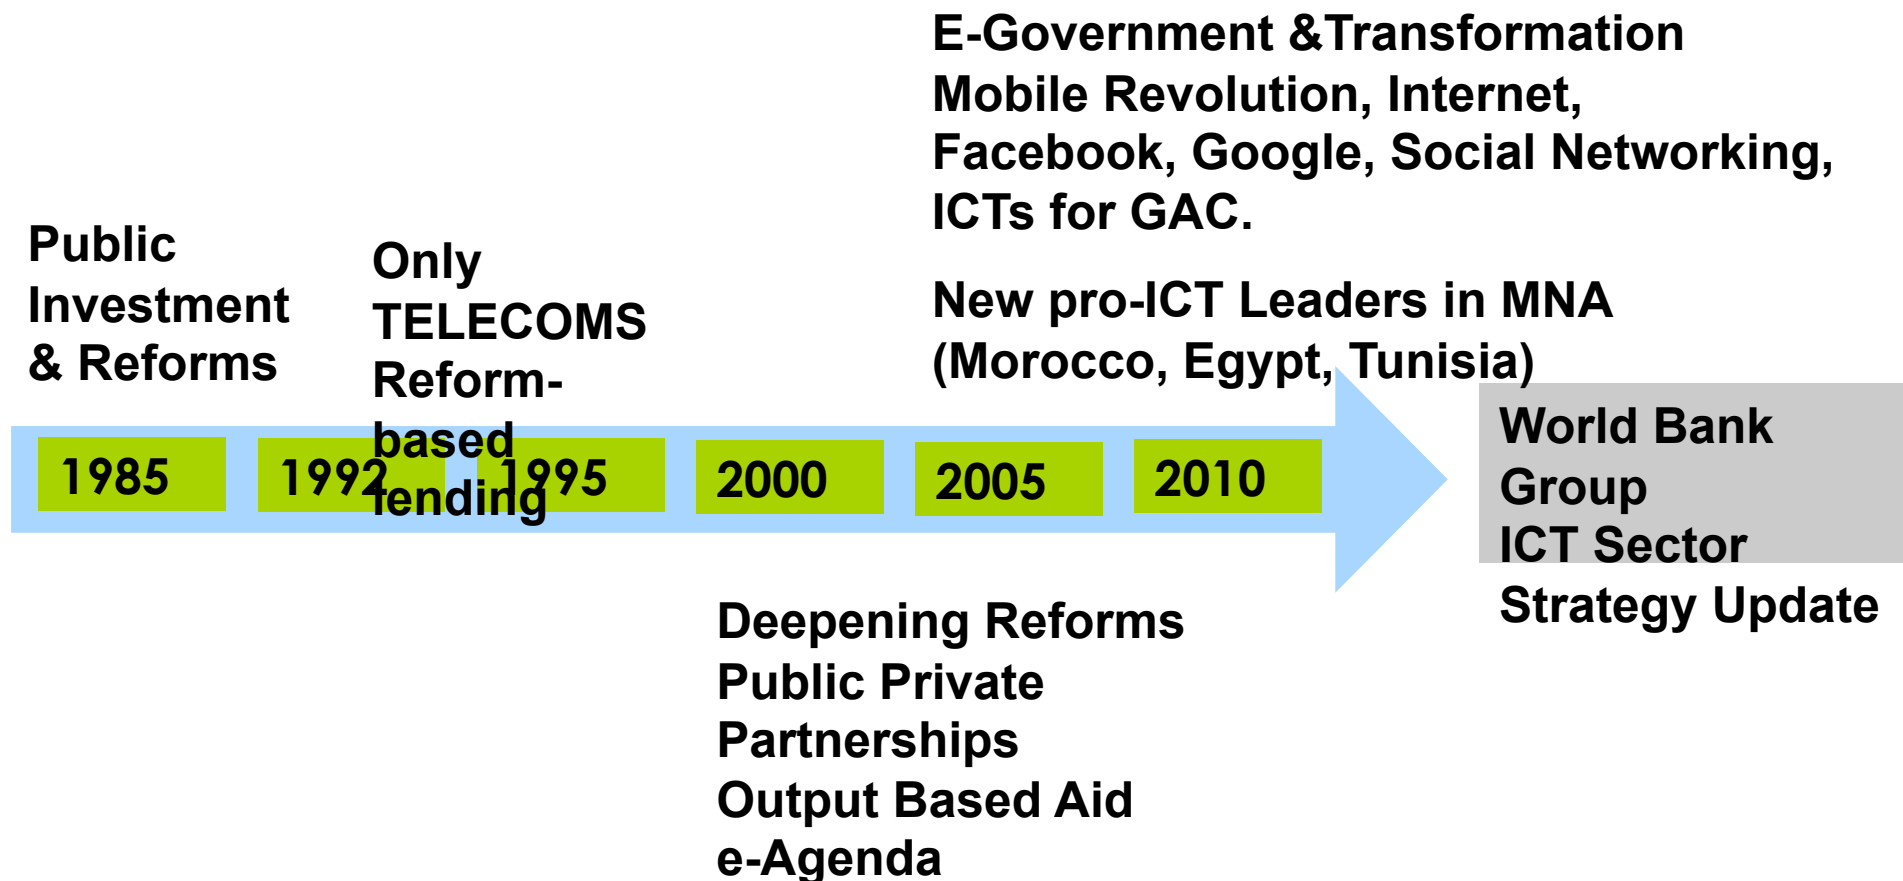 E-Government &Transformation
Mobile Revolution, Internet,
Facebook, Google, Social Networking,
ICTs for GAC.
New pro-ICT Leaders in MNA
(Morocco, Egypt, Tunisia)
Public
Investment
& Reforms
Only
TELECOMS
Reform-
based
lending
1985
1992
1995
2000
2005
2010
World Bank
Group
ICT Sector
Strategy Update
Deepening Reforms
Public Private
Partnerships
Output Based Aid
e-Agenda